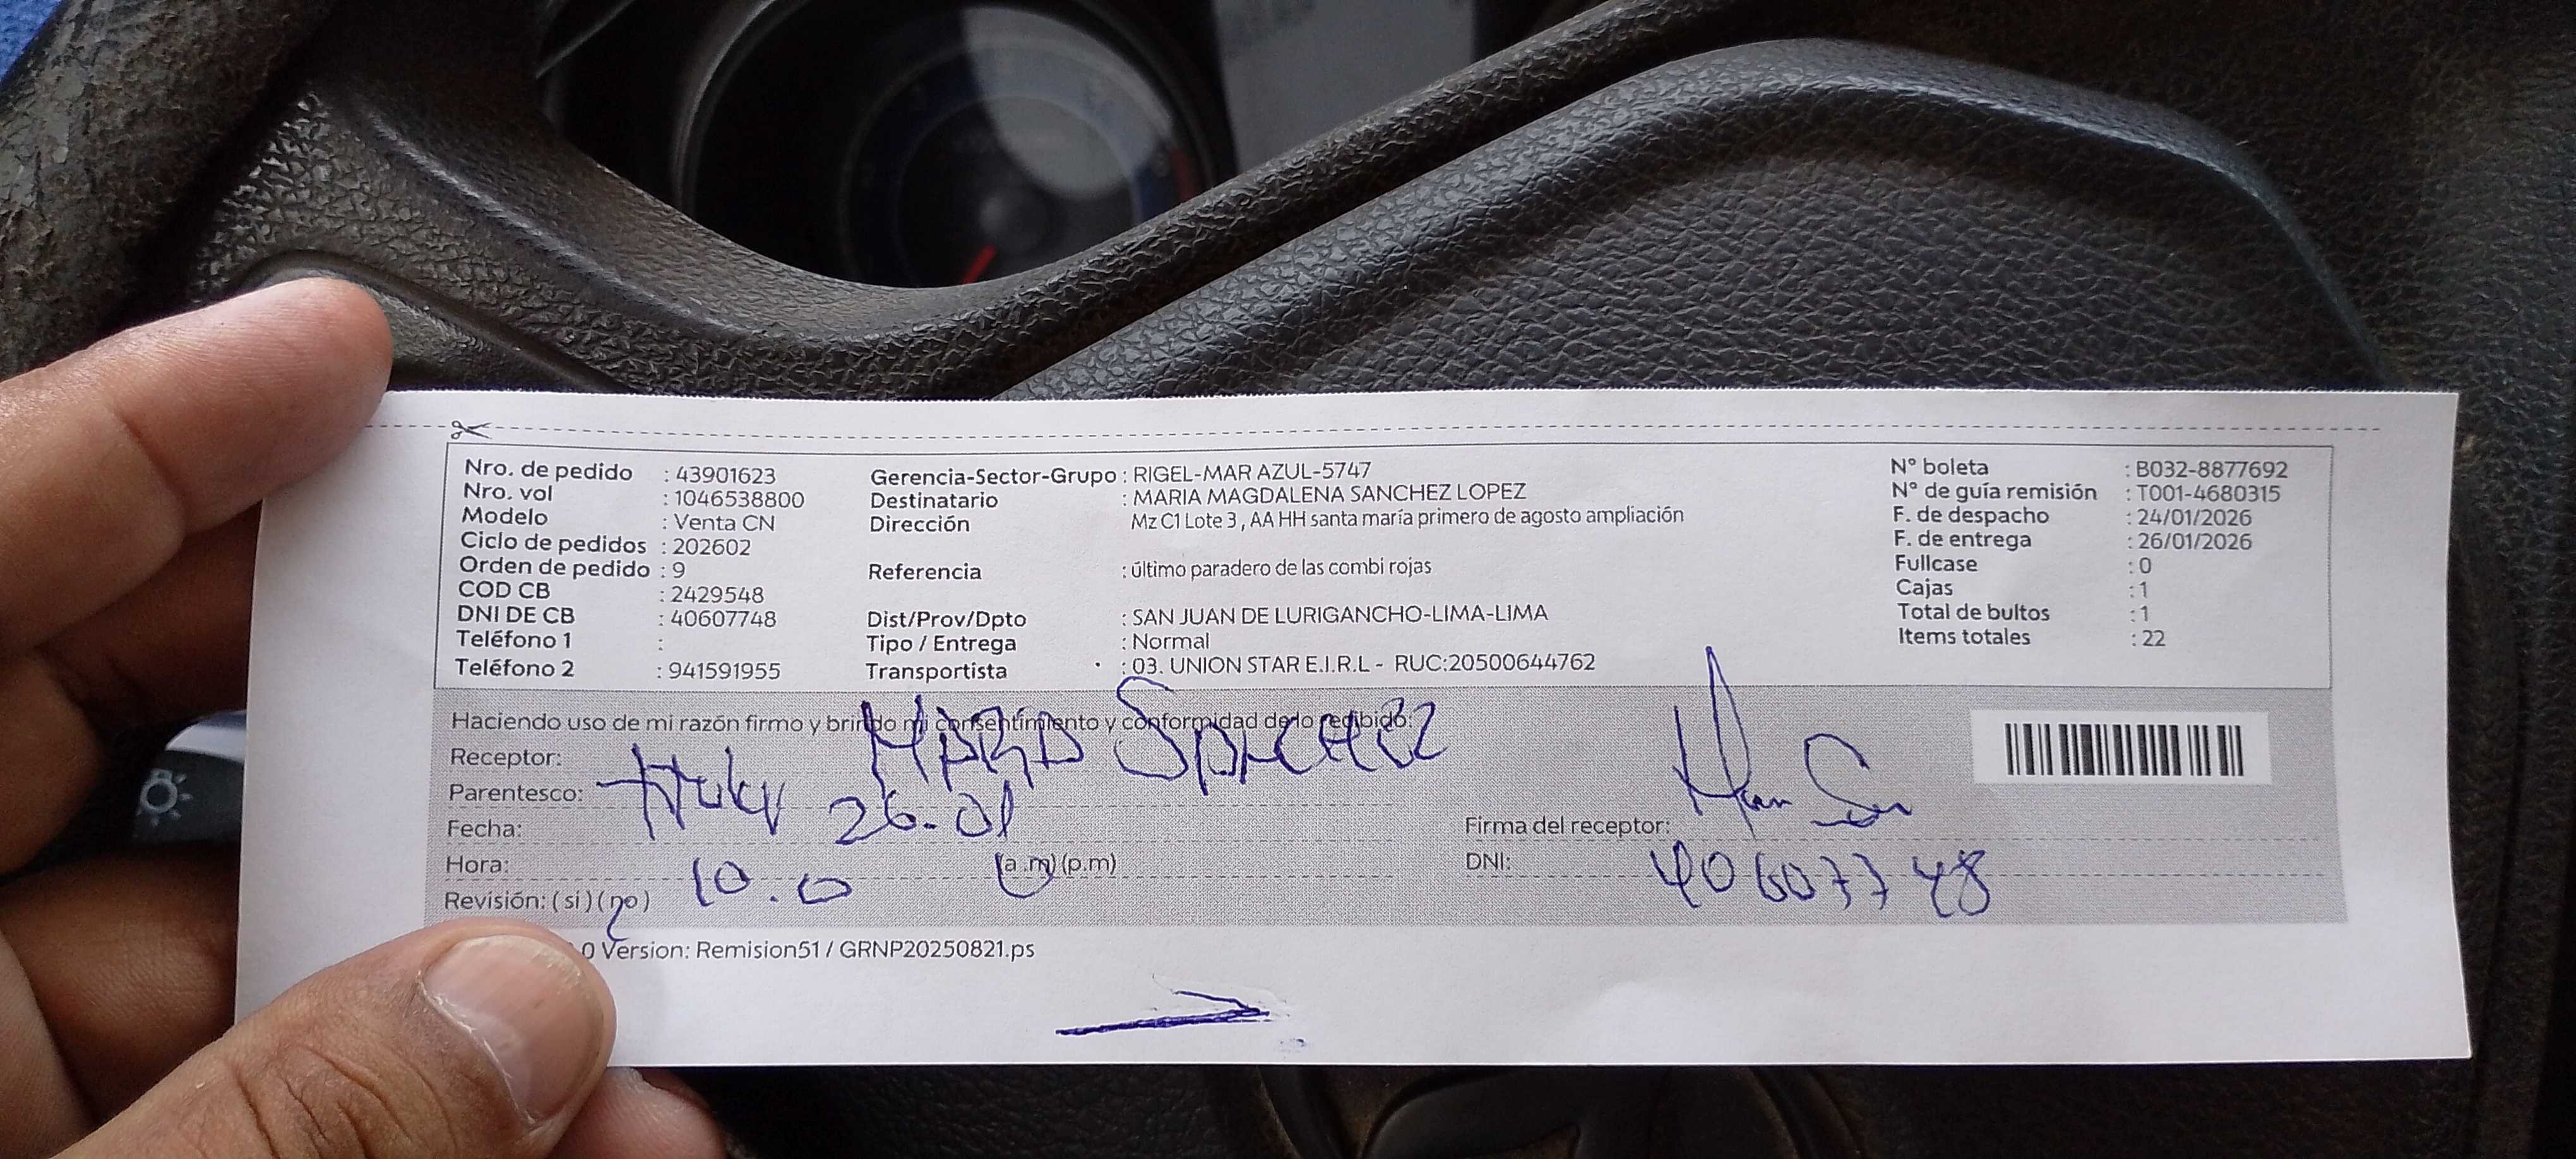 Nro. de pedido : 43901623
Nro. vol : 1046538800
Modelo : Venta CN
Ciclo de pedidos : 202602
Orden de pedido : 9
COD CB : 2429548
DNI DE CB : 40607748
Teléfono 1 :
Teléfono 2 : 941591955
Gerencia-Sector-Grupo : RIGEL-MAR AZUL-5747
Destinatario : MARIA MAGDALENA SANCHEZ LOPEZ
Dirección Mz C1 Lote 3 , AA HH santa maría primero de agosto ampliación
Referencia : último paradero de las combi rojas
Dist/Prov/Dpto : SAN JUAN DE LURIGANCHO-LIMA-LIMA
Tipo / Entrega : Normal
Transportista : 03. UNION STAR E.I.R.L - RUC:20500644762
N° boleta : B032-8877692
N° de guía remisión : T001-4680315
F. de despacho : 24/01/2026
F. de entrega : 26/01/2026
Fullcase : 0
Cajas : 1
Total de bultos : 1
Items totales : 22
Haciendo uso de mi razón firmo y brindo mi consentimiento y conformidad de lo recibido:
Receptor:
Parentesco:
Fecha: 26-01
Hora: 10.0 (a.m) (p.m)
Revisión: ( si ) ( no )
Firma del receptor:
DNI: 40607748
0 Version: Remision51 / GRNP20250821.ps